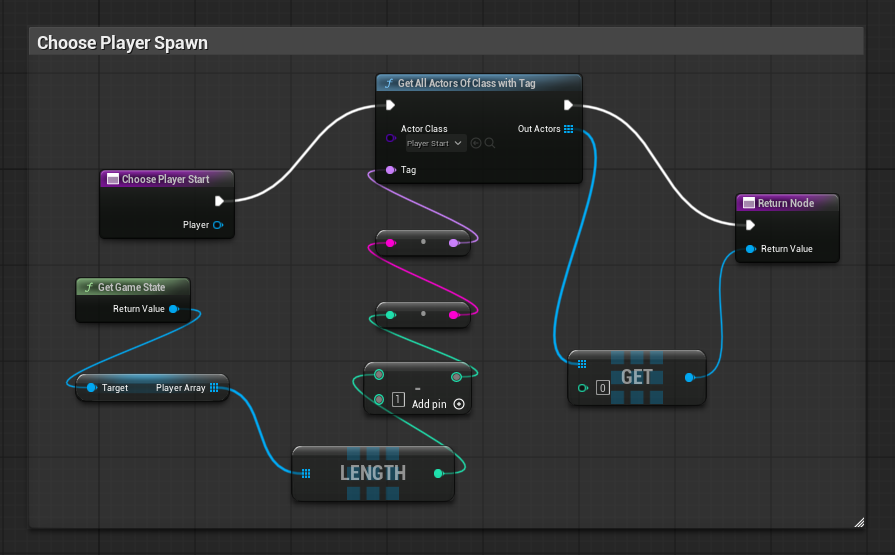 Choose Player Spawn
f Get All Actors Of Class with Tag
Actor Class
Player Start
Out Actors
Tag
Choose Player Start
Player
Return Node
Return Value
f Get Game State
Return Value
Target
Player Array
-
1
Add pin
GET
0
LENGTH